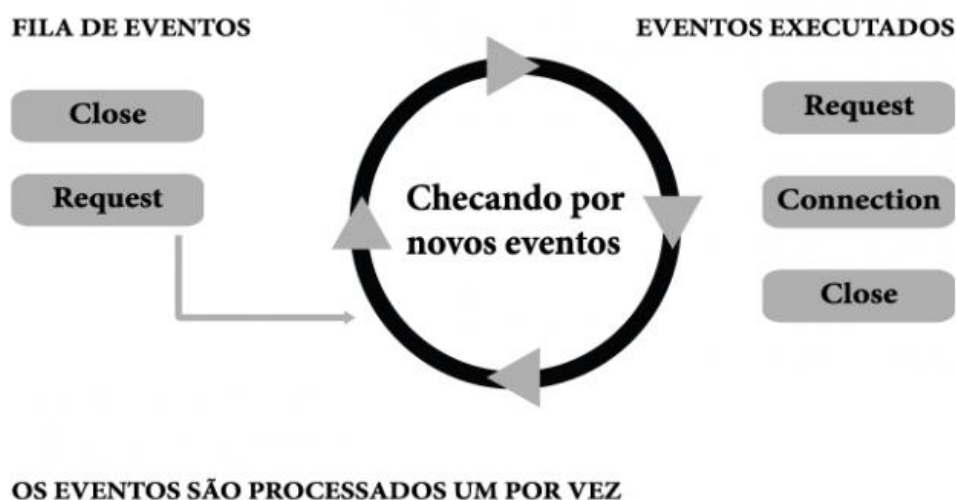 FILA DE EVENTOS
EVENTOS EXECUTADOS
Close
Request
Checando por
novos eventos
Request
Connection
Close
OS EVENTOS SÃO PROCESSADOS UM POR VEZ